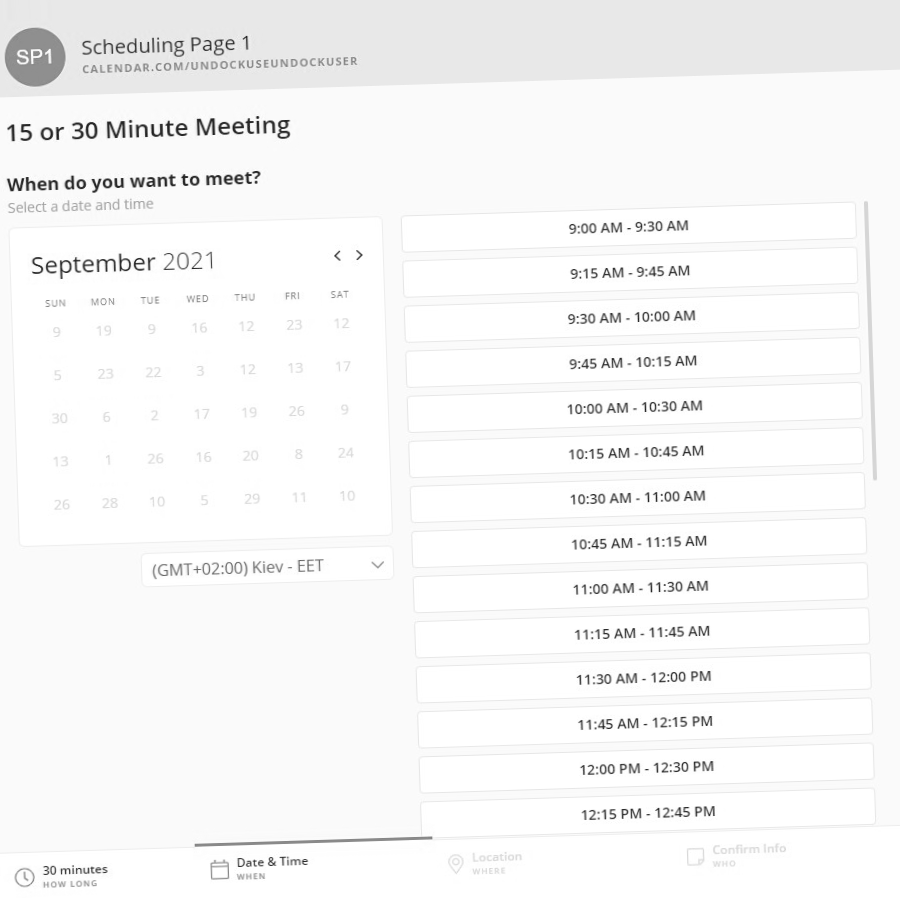 SP1
Scheduling Page 1
CALENDAR.COM/UNDOCKUSEUNDOCKUSER
15 or 30 Minute Meeting
When do you want to meet?
Select a date and time
September 2021
SUN MON TUE WED THU FRI SAT
9 19 9 16 12 23 12
5 23 22 3 12 13 17
30 6 2 17 19 26 9
13 1 26 16 20 8 24
26 28 10 5 29 11 10
(GMT+02:00) Kiev - EET
9:00 AM - 9:30 AM
9:15 AM - 9:45 AM
9:30 AM - 10:00 AM
9:45 AM - 10:15 AM
10:00 AM - 10:30 AM
10:15 AM - 10:45 AM
10:30 AM - 11:00 AM
10:45 AM - 11:15 AM
11:00 AM - 11:30 AM
11:15 AM - 11:45 AM
11:30 AM - 12:00 PM
11:45 AM - 12:15 PM
12:00 PM - 12:30 PM
12:15 PM - 12:45 PM
30 minutes
HOW LONG
Date & Time
WHEN
Location
WHERE
Confirm Info
WHO